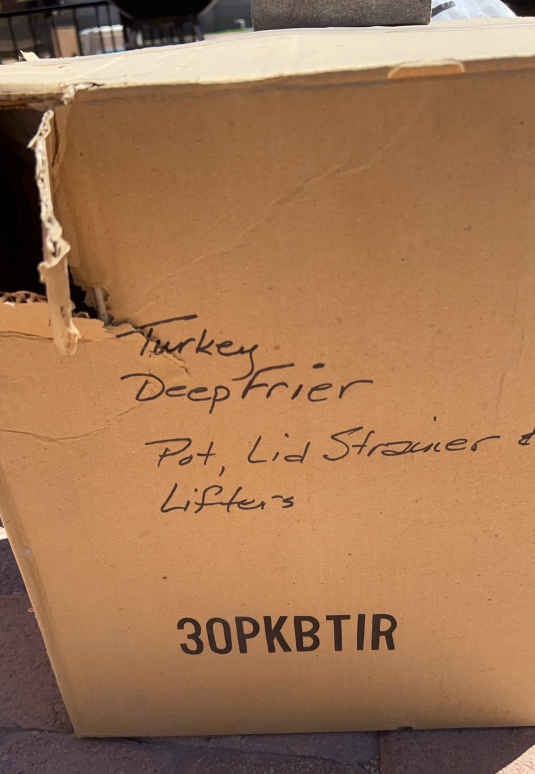 Turkey
Deep Frier
Pot, Lid Strainer &
Lifters
30PKBTIR